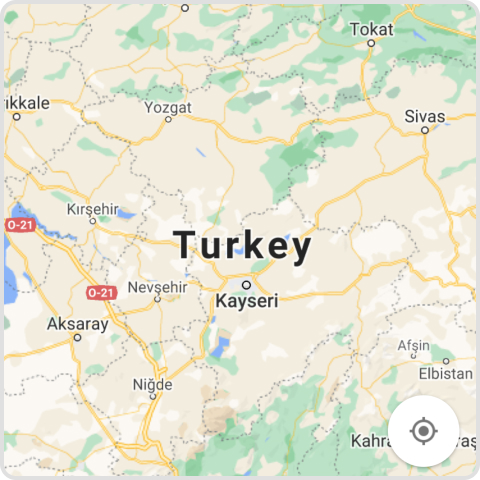 Tokat
rıkkale
Yozgat
Sivas
Kırşehir
O-21
Turkey
O-21
Nevşehir
Kayseri
Aksaray
Afşin
Elbistan
Niğde
Kahra
aş